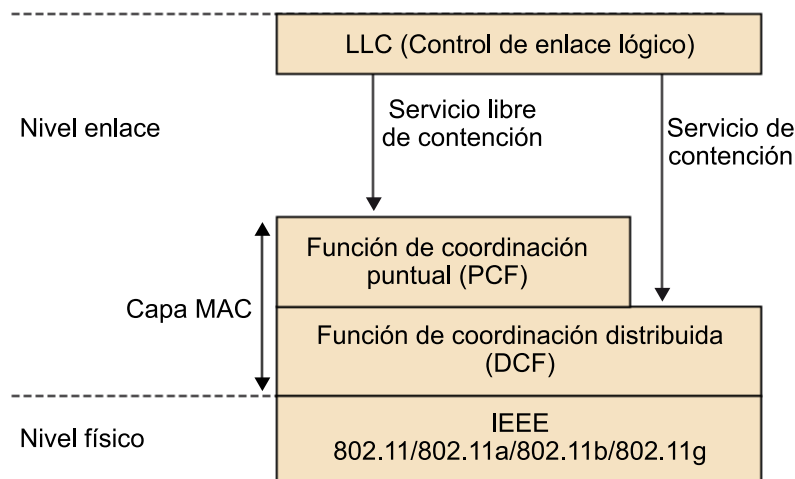 LLC (Control de enlace lógico)
Nivel enlace
Servicio libre
de contención
Servicio de
contención
Función de coordinación
puntual (PCF)
Capa MAC
Función de coordinación distribuida
(DCF)
Nivel físico
IEEE
802.11/802.11a/802.11b/802.11g